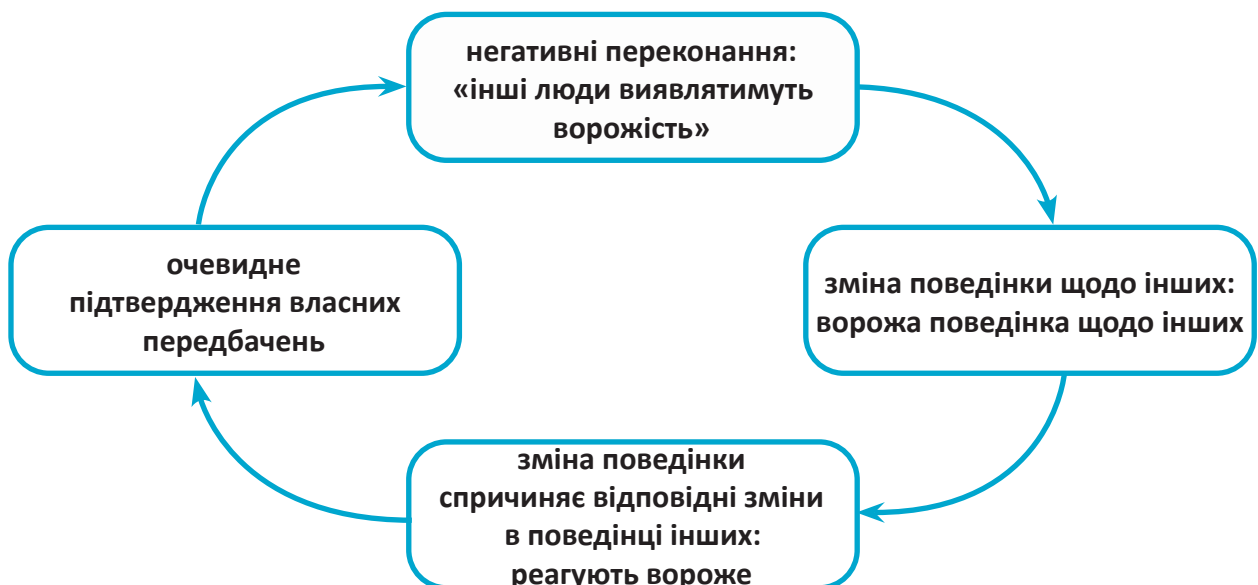 негативні переконання:
«інші люди виявлятимуть
ворожість»
зміна поведінки щодо інших:
ворожа поведінка щодо інших
зміна поведінки
спричиняє відповідні зміни
в поведінці інших:
реагують вороже
очевидне
підтвердження власних
передбачень